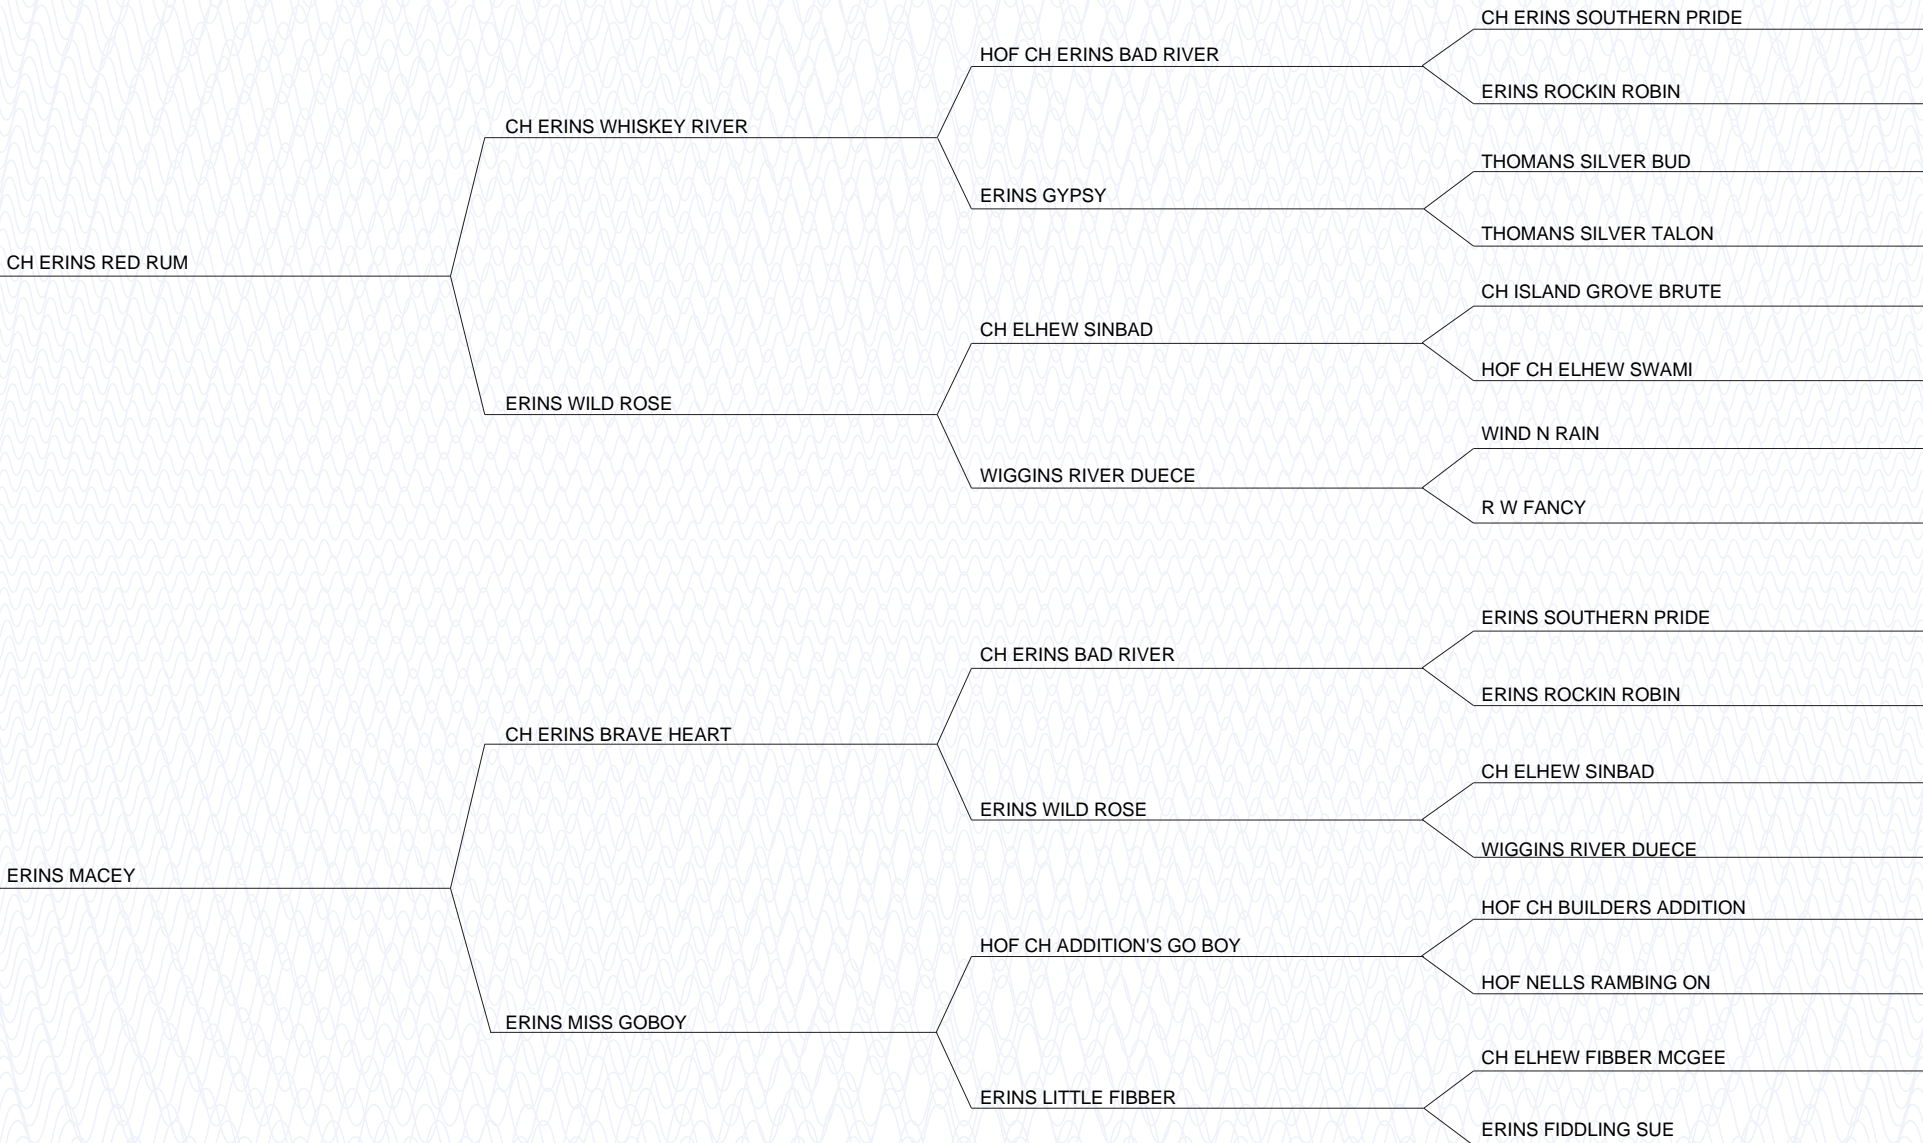 CH ERINS SOUTHERN PRIDE
HOF CH ERINS BAD RIVER
ERINS ROCKIN ROBIN
CH ERINS WHISKEY RIVER
THOMANS SILVER BUD
ERINS GYPSY
THOMANS SILVER TALON
CH ERINS RED RUM
CH ISLAND GROVE BRUTE
CH ELHEW SINBAD
HOF CH ELHEW SWAMI
ERINS WILD ROSE
WIND N RAIN
WIGGINS RIVER DUECE
R W FANCY
ERINS SOUTHERN PRIDE
CH ERINS BAD RIVER
ERINS ROCKIN ROBIN
CH ERINS BRAVE HEART
CH ELHEW SINBAD
ERINS WILD ROSE
WIGGINS RIVER DUECE
ERINS MACEY
HOF CH BUILDERS ADDITION
HOF CH ADDITION'S GO BOY
HOF NELLS RAMBING ON
ERINS MISS GOBOY
CH ELHEW FIBBER MCGEE
ERINS LITTLE FIBBER
ERINS FIDDLING SUE